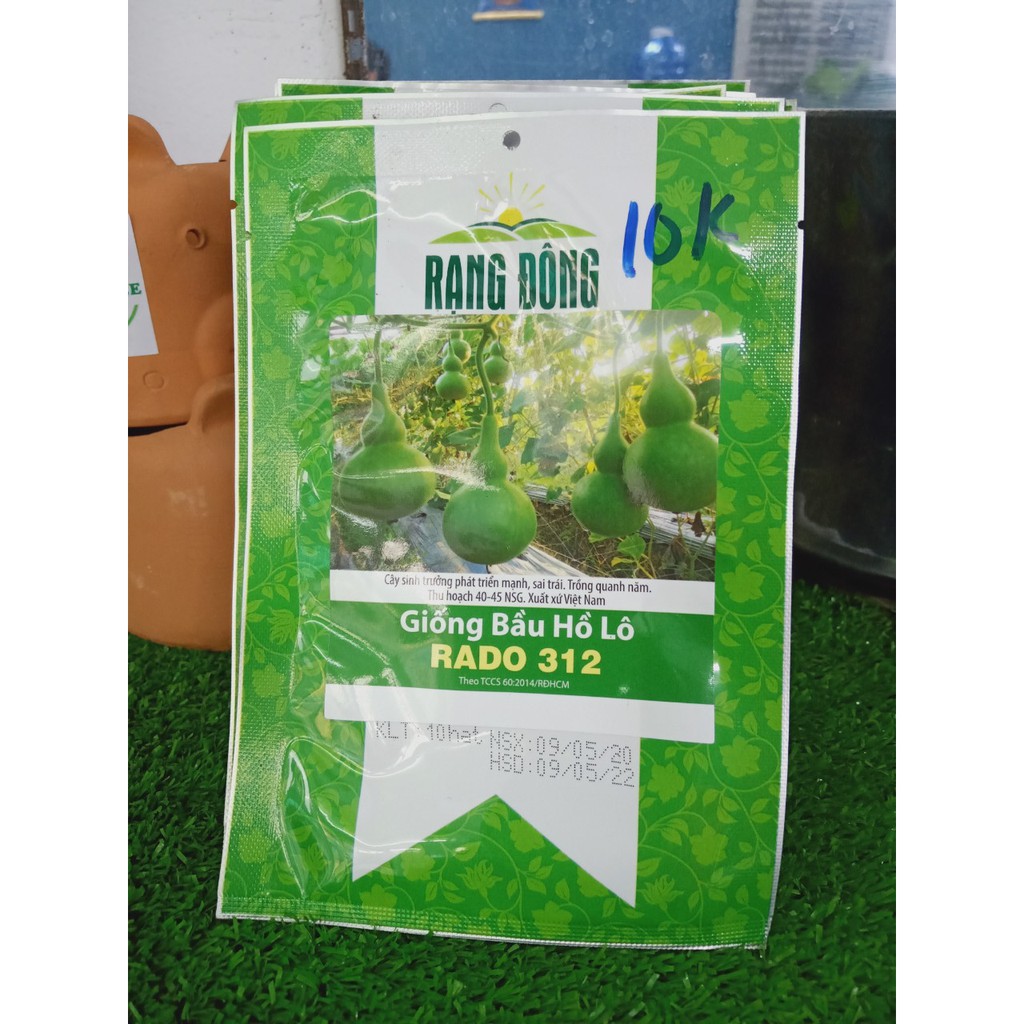 10K
RẠNG ĐÔNG
Cây sinh trưởng phát triển mạnh, sai trái. Trồng quanh năm.
Thu hoạch 40-45 NSG. Xuất xứ Việt Nam
Giống Bầu Hồ Lô
RADO 312
Theo TCCS 60:2014/RĐHCM
KLT: 10hat NSX:09/05/20
HSD:09/05/22